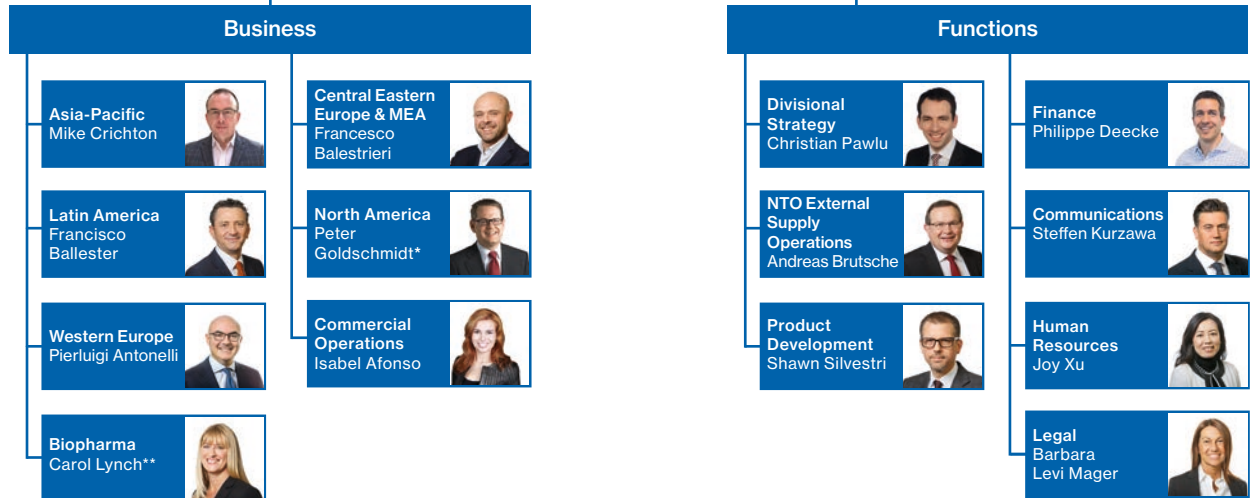 Business
Asia-Pacific
Mike Crichton
Latin America
Francisco
Ballester
Western Europe
Pierluigi Antonelli
Biopharma
Carol Lynch**
Central Eastern
Europe & MEA
Francesco
Balestrieri
North America
Peter
Goldschmidt*
Commercial
Operations
Isabel Afonso
Functions
Divisional
Strategy
Christian Pawlu
NTO External
Supply
Operations
Andreas Brutsche
Product
Development
Shawn Silvestri
Finance
Philippe Deecke
Communications
Steffen Kurzawa
Human
Resources
Joy Xu
Legal
Barbara
Levi Mager